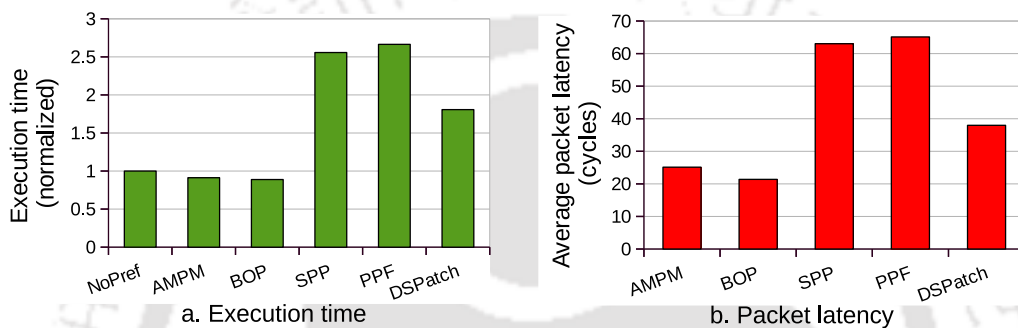 Execution time
(normalized)
3
2.5
2
1.5
1
0.5
0
NoPref
AMPM
BOP
SPP
PPF
DSPatch
a. Execution time
Average packet latency
(cycles)
70
60
50
40
30
20
10
0
AMPM
BOP
SPP
PPF
DSPatch
b. Packet latency